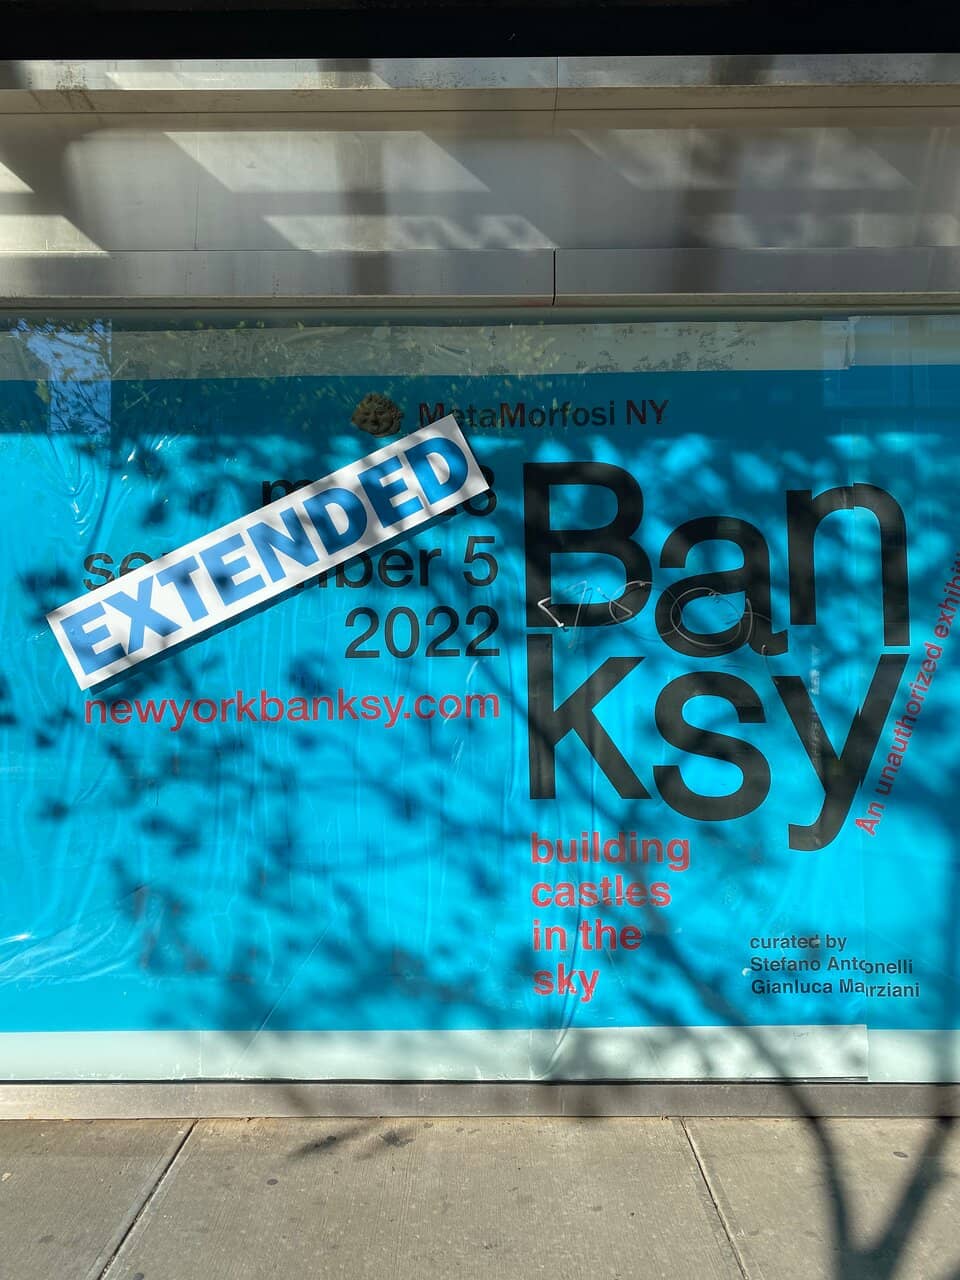 MetaMorfosi NY
EXTENDED
5
2022
newyorkbanksy.com
Ban
ksy
An unauthorized
building
castles
in the
sky
curated by
Stefano Antonelli
Gianluca Marziani